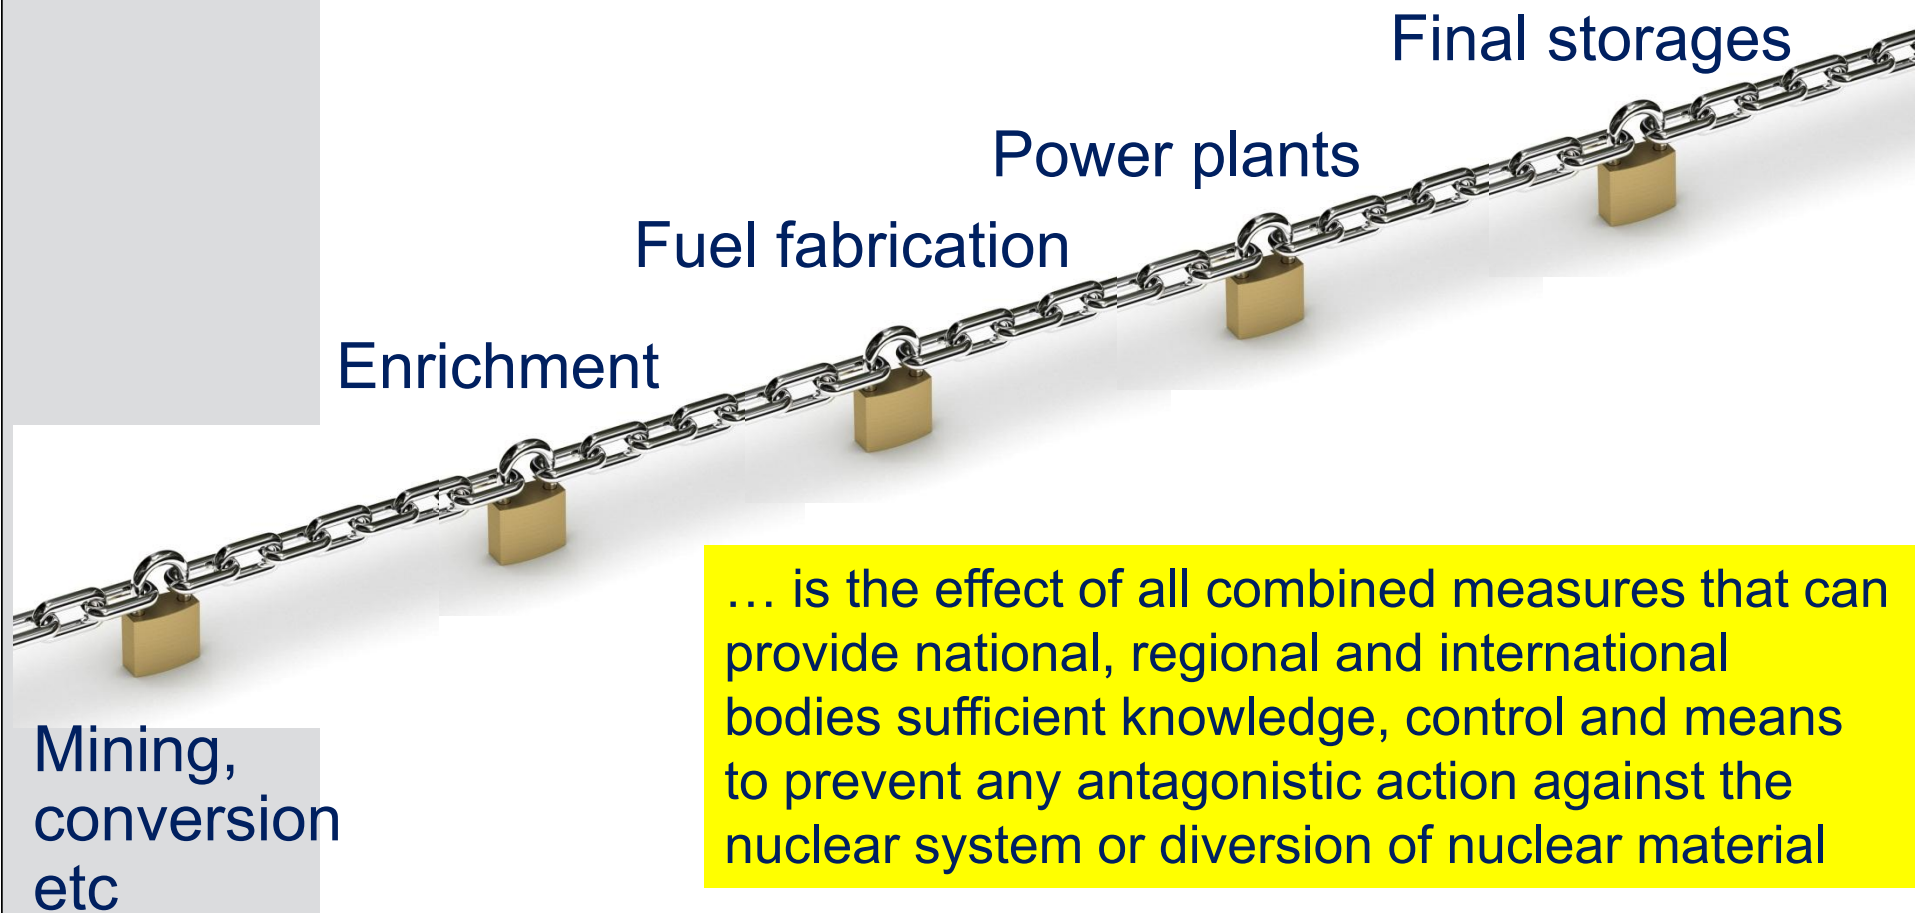 Final storages
Power plants
Fuel fabrication
Enrichment
Mining,
conversion
etc
… is the effect of all combined measures that can
provide national, regional and international
bodies sufficient knowledge, control and means
to prevent any antagonistic action against the
nuclear system or diversion of nuclear material